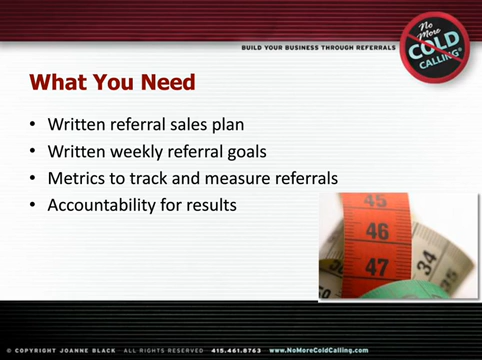 BUILD YOUR BUSINESS THROUGH REFERRALS
No
More
COLD
CALLING®
What You Need
• Written referral sales plan
• Written weekly referral goals
• Metrics to track and measure referrals
• Accountability for results
45
46
47
34
35
© COPYRIGHT JOANNE BLACK ALL RIGHTS RESERVED 415.461.8763 www.NoMoreColdCalling.com